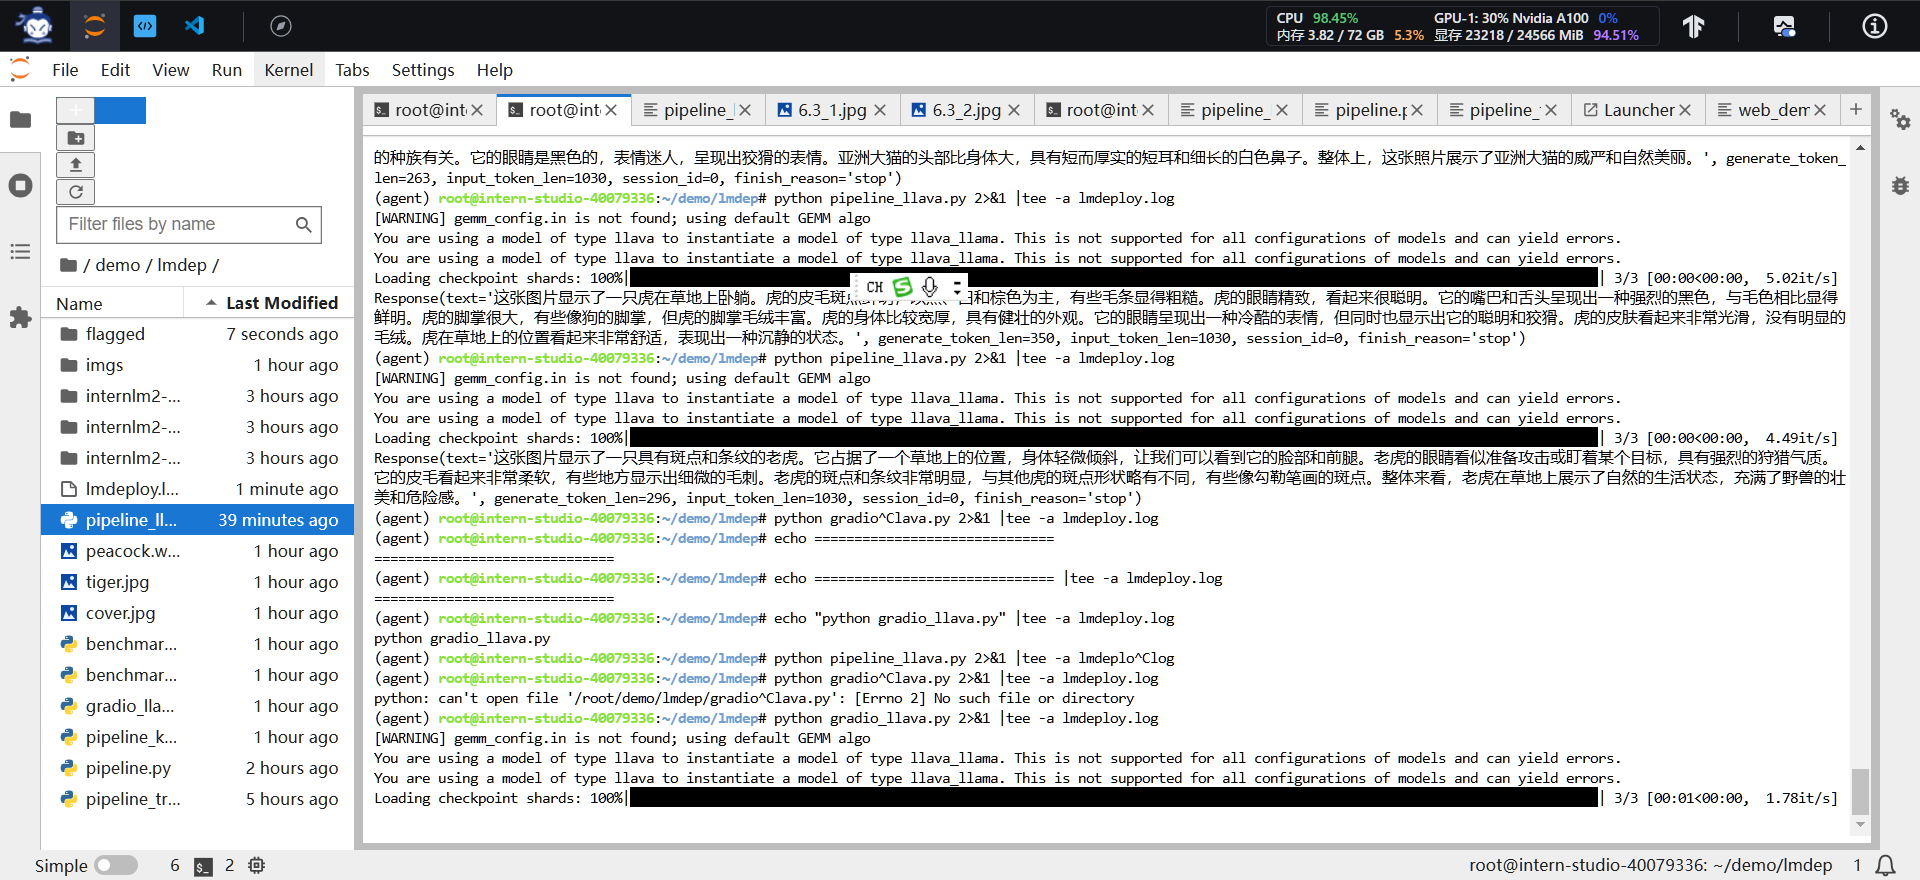 CPU 98.45% GPU-1: 30% Nvidia A100 0%
内存 3.82 / 72 GB 5.3% 显存 23218 / 24566 MiB 94.51%
File Edit View Run Kernel Tabs Settings Help
root@int
root@int
pipeline_
6.3_1.jpg
6.3_2.jpg
root@int
pipeline_
pipeline.p
pipeline_
Launcher
web_dem
Filter files by name
/ demo / lmdep /
Name Last Modified
flagged 7 seconds ago
imgs 1 hour ago
internlm2-... 3 hours ago
internlm2-... 3 hours ago
internlm2-... 3 hours ago
lmdeploy.l... 1 minute ago
pipeline_ll... 39 minutes ago
peacock.w... 1 hour ago
tiger.jpg 1 hour ago
cover.jpg 1 hour ago
benchmar... 1 hour ago
benchmar... 1 hour ago
gradio_lla... 1 hour ago
pipeline_k... 1 hour ago
pipeline.py 2 hours ago
pipeline_tr... 5 hours ago
的种族有关。它的眼睛是黑色的，表情迷人，呈现出狡猾的表情。亚洲大猫的头部比身体大，具有短而厚实的短耳和细长的白色鼻子。整体上，这张照片展示了亚洲大猫的威严和自然美丽。', generate_token_
len=263, input_token_len=1030, session_id=0, finish_reason='stop')
(agent) root@intern-studio-40079336:~/demo/lmdep# python pipeline_llava.py 2>&1 |tee -a lmdeploy.log
[WARNING] gemm_config.in is not found; using default GEMM algo
You are using a model of type llava to instantiate a model of type llava_llama. This is not supported for all configurations of models and can yield errors.
You are using a model of type llava to instantiate a model of type llava_llama. This is not supported for all configurations of models and can yield errors.
Loading checkpoint shards: 100%| | 3/3 [00:00<00:00, 5.02it/s]
CH
Response(text='这张图片显示了一只虎在草地上卧躺。虎的皮毛斑点 和棕色为主，有些毛条显得粗糙。虎的眼睛精致，看起来很聪明。它的嘴巴和舌头呈现出一种强烈的黑色，与毛色相比显得
鲜明。虎的脚掌很大，有些像狗的脚掌，但虎的脚掌毛绒丰富。虎的身体比较宽厚，具有健壮的外观。它的眼睛呈现出一种冷酷的表情，但同时也显示出它的聪明和狡猾。虎的皮肤看起来非常光滑，没有明显的
毛绒。虎在草地上的位置看起来非常舒适，表现出一种沉静的状态。', generate_token_len=350, input_token_len=1030, session_id=0, finish_reason='stop')
(agent) root@intern-studio-40079336:~/demo/lmdep# python pipeline_llava.py 2>&1 |tee -a lmdeploy.log
[WARNING] gemm_config.in is not found; using default GEMM algo
You are using a model of type llava to instantiate a model of type llava_llama. This is not supported for all configurations of models and can yield errors.
You are using a model of type llava to instantiate a model of type llava_llama. This is not supported for all configurations of models and can yield errors.
Loading checkpoint shards: 100%| | 3/3 [00:00<00:00, 4.49it/s]
Response(text='这张图片显示了一只具有斑点和条纹的老虎。它占据了一个草地上的位置，身体轻微倾斜，让我们可以看到它的脸部和前腿。老虎的眼睛看似准备攻击或盯着某个目标，具有强烈的狩猎气质。
它的皮毛看起来非常柔软，有些地方显示出细微的毛刺。老虎的斑点和条纹非常明显，与其他虎的斑点形状略有不同，有些像勾勒笔画的斑点。整体来看，老虎在草地上展示了自然的生活状态，充满了野兽的壮
美和危险感。', generate_token_len=296, input_token_len=1030, session_id=0, finish_reason='stop')
(agent) root@intern-studio-40079336:~/demo/lmdep# python gradio^Clava.py 2>&1 |tee -a lmdeploy.log
(agent) root@intern-studio-40079336:~/demo/lmdep# echo ==============================
==============================
(agent) root@intern-studio-40079336:~/demo/lmdep# echo ============================== |tee -a lmdeploy.log
==============================
(agent) root@intern-studio-40079336:~/demo/lmdep# echo "python gradio_llava.py" |tee -a lmdeploy.log
python gradio_llava.py
(agent) root@intern-studio-40079336:~/demo/lmdep# python pipeline_llava.py 2>&1 |tee -a lmdeplo^Clog
(agent) root@intern-studio-40079336:~/demo/lmdep# python gradio^Clava.py 2>&1 |tee -a lmdeploy.log
python: can't open file '/root/demo/lmdep/gradio^Clava.py': [Errno 2] No such file or directory
(agent) root@intern-studio-40079336:~/demo/lmdep# python gradio_llava.py 2>&1 |tee -a lmdeploy.log
[WARNING] gemm_config.in is not found; using default GEMM algo
You are using a model of type llava to instantiate a model of type llava_llama. This is not supported for all configurations of models and can yield errors.
You are using a model of type llava to instantiate a model of type llava_llama. This is not supported for all configurations of models and can yield errors.
Loading checkpoint shards: 100%| | 3/3 [00:01<00:00, 1.78it/s]
Simple 6 2 root@intern-studio-40079336: ~/demo/lmdep 1